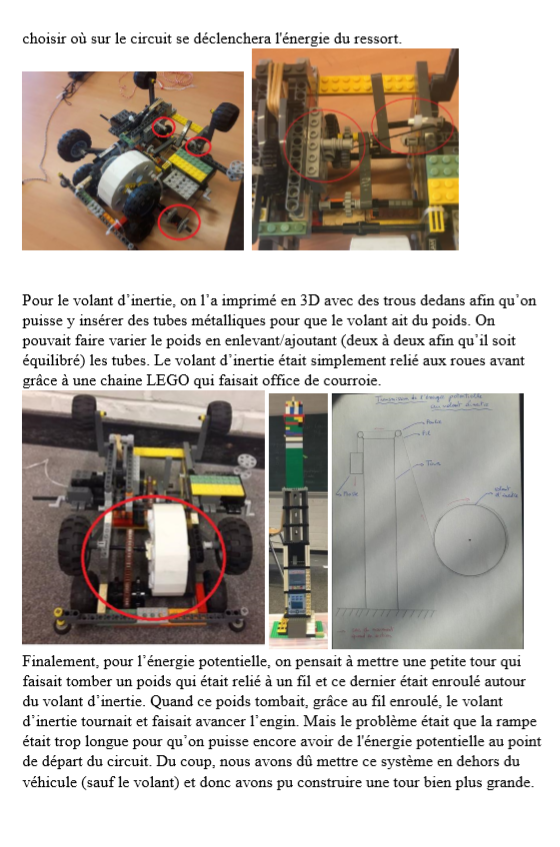 choisir où sur le circuit se déclenchera l'énergie du ressort.
Pour le volant d’inertie, on l’a imprimé en 3D avec des trous dedans afin qu’on
puisse y insérer des tubes métalliques pour que le volant ait du poids. On
pouvait faire varier le poids en enlevant/ajoutant (deux à deux afin qu’il soit
équilibré) les tubes. Le volant d’inertie était simplement relié aux roues avant
grâce à une chaine LEGO qui faisait office de courroie.
Transmission de l'énergie potentielle
au volant d'inertie
Poulie
Fil
Tour
Poids
volant
d'inertie
Finalement, pour l’énergie potentielle, on pensait à mettre une petite tour qui
faisait tomber un poids qui était relié à un fil et ce dernier était enroulé autour
du volant d’inertie. Quand ce poids tombait, grâce au fil enroulé, le volant
d’inertie tournait et faisait avancer l’engin. Mais le problème était que la rampe
était trop longue pour qu’on puisse encore avoir de l'énergie potentielle au point
de départ du circuit. Du coup, nous avons dû mettre ce système en dehors du
véhicule (sauf le volant) et donc avons pu construire une tour bien plus grande.